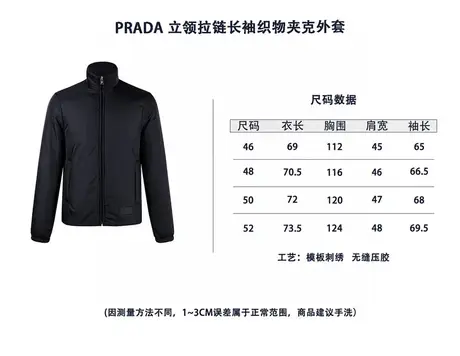 PRADA 立领拉链长袖织物夹克外套
尺码数据
尺码 衣长 胸围 肩宽 袖长
46 69 112 45 65
48 70.5 116 46 66.5
50 72 120 47 68
52 73.5 124 48 69.5
工艺：模板刺绣 无缝压胶
(因测量方法不同，1~3CM误差属于正常范围，商品建议手洗)